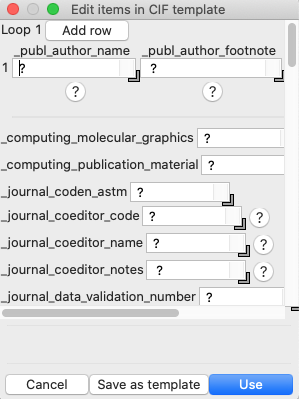 Edit items in CIF template
Loop 1 Add row
_publ_author_name _publ_author_footnote
1 ? ?
? ?
_computing_molecular_graphics ?
_computing_publication_material ?
_journal_coden_astm ?
_journal_coeditor_code ? ?
_journal_coeditor_name ? ?
_journal_coeditor_notes ? ?
_journal_data_validation_number ?
Cancel Save as template Use